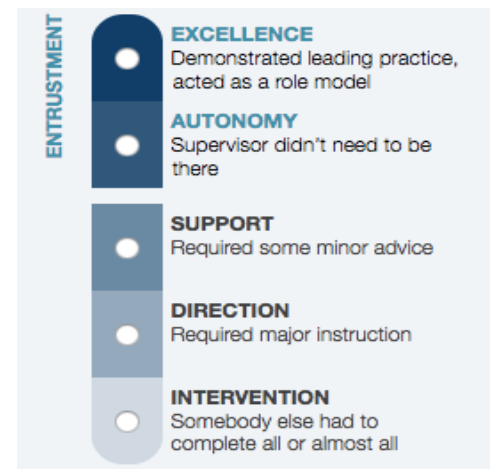 ENTRUSTMENT
EXCELLENCE
Demonstrated leading practice,
acted as a role model
AUTONOMY
Supervisor didn't need to be
there
SUPPORT
Required some minor advice
DIRECTION
Required major instruction
INTERVENTION
Somebody else had to
complete all or almost all